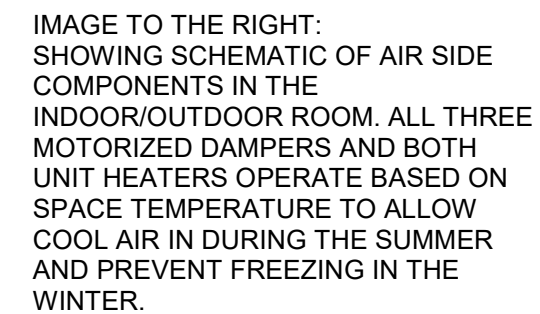 IMAGE TO THE RIGHT:
SHOWING SCHEMATIC OF AIR SIDE
COMPONENTS IN THE
INDOOR/OUTDOOR ROOM. ALL THREE
MOTORIZED DAMPERS AND BOTH
UNIT HEATERS OPERATE BASED ON
SPACE TEMPERATURE TO ALLOW
COOL AIR IN DURING THE SUMMER
AND PREVENT FREEZING IN THE
WINTER.